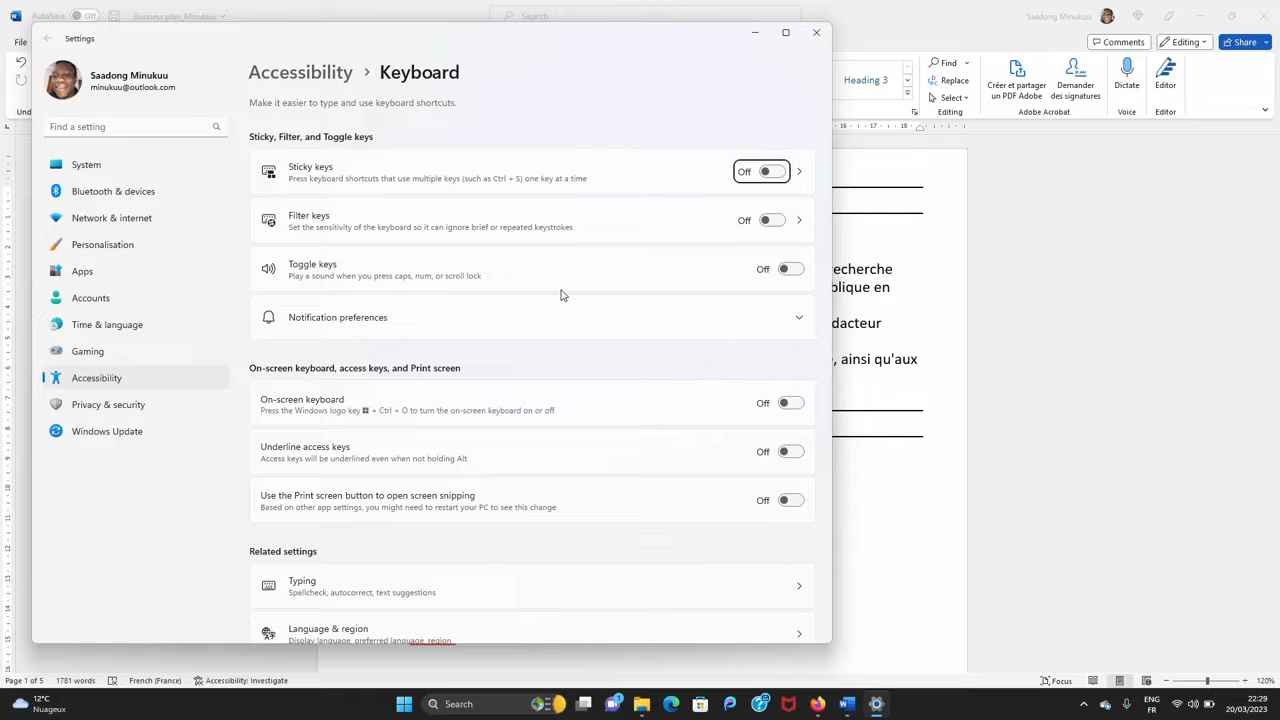 AutoSave Off Business plan_Minukuu Search Saadong Minukuu
Settings
File
Comments Editing Share
Saadong Minukuu
minukuu@outlook.com
Accessibility > Keyboard
Make it easier to type and use keyboard shortcuts.
Find a setting
System
Bluetooth & devices
Network & internet
Personalisation
Apps
Accounts
Time & language
Gaming
Accessibility
Privacy & security
Windows Update
Sticky, Filter, and Toggle keys
Sticky keys
Press keyboard shortcuts that use multiple keys (such as Ctrl + S) one key at a time
Off
Filter keys
Set the sensitivity of the keyboard so it can ignore brief or repeated keystrokes
Off
Toggle keys
Play a sound when you press caps, num, or scroll lock
Off
Notification preferences
On-screen keyboard, access keys, and Print screen
On-screen keyboard
Press the Windows logo key + Ctrl + O to turn the on-screen keyboard on or off
Off
Underline access keys
Access keys will be underlined even when not holding Alt
Off
Use the Print screen button to open screen snipping
Based on other app settings, you might need to restart your PC to see this change
Off
Related settings
Typing
Spellcheck, autocorrect, text suggestions
Language & region
Display language, preferred language, region
Heading 3
Find
Replace
Select
Editing
Créer et partager
un PDF Adobe
Demander
des signatures
Adobe Acrobat
Dictate
Voice
Editor
Editor
16 17 18
echerche
blique en
dacteur
, ainsi qu'aux
Page 1 of 5 1781 words French (France) Accessibility: Investigate Focus 120%
12°C
Nuageux
Search
ENG
FR
22:29
20/03/2023